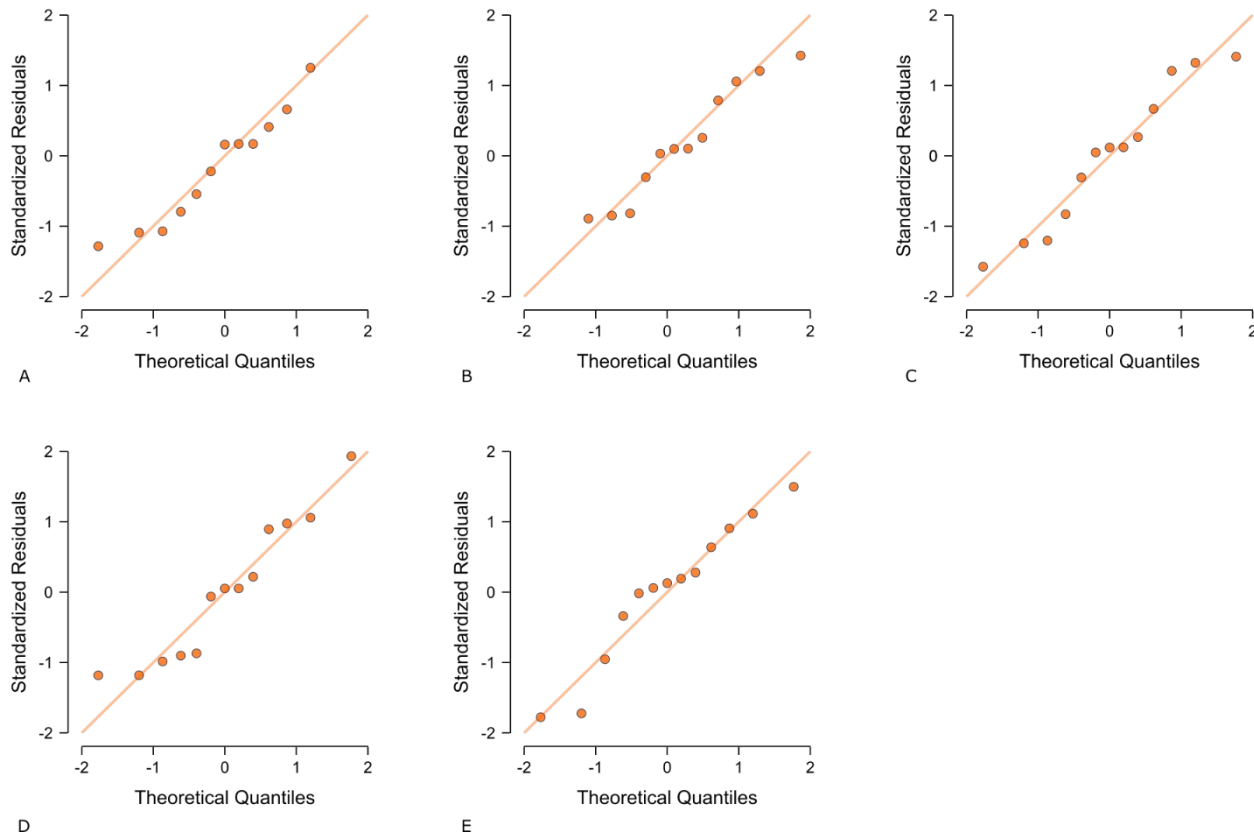 2
1
0
-1
-2
Standardized Residuals
-2 -1 0 1 2
Theoretical Quantiles
A
2
1
0
-1
-2
Standardized Residuals
-2 -1 0 1 2
Theoretical Quantiles
B
2
1
0
-1
-2
Standardized Residuals
-2 -1 0 1 2
Theoretical Quantiles
C
2
1
0
-1
-2
Standardized Residuals
-2 -1 0 1 2
Theoretical Quantiles
D
2
1
0
-1
-2
Standardized Residuals
-2 -1 0 1 2
Theoretical Quantiles
E